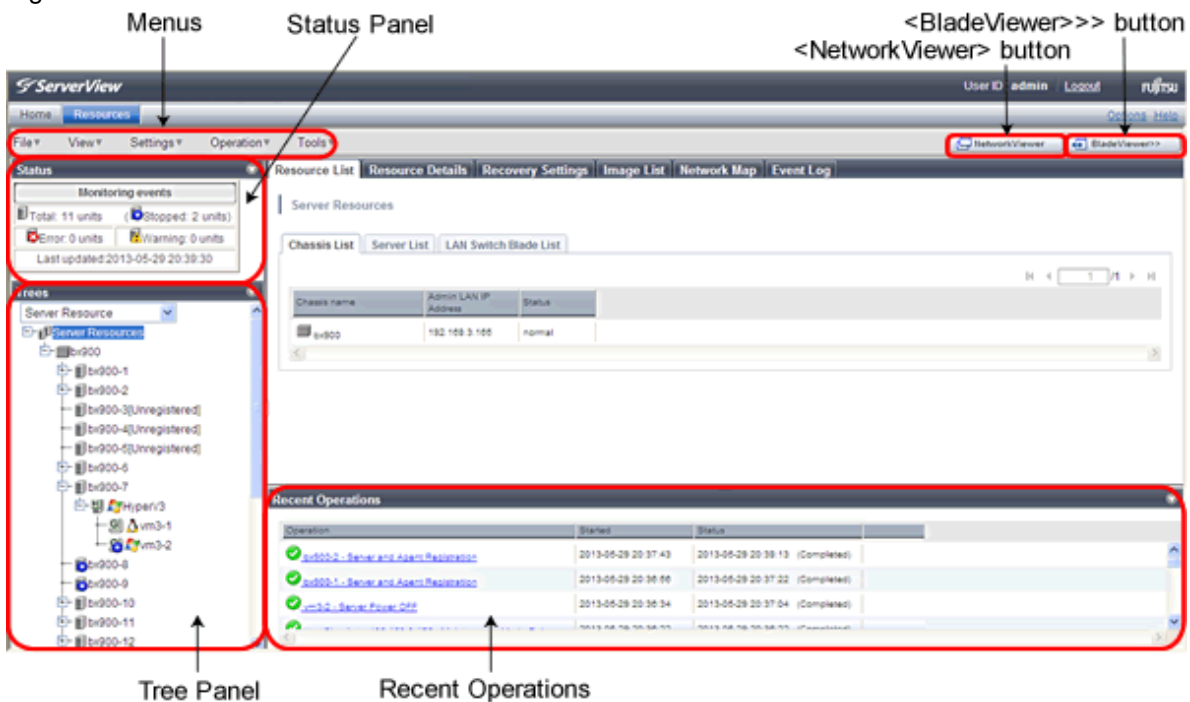 Menus
Status Panel
<BladeViewer>>> button
<NetworkViewer> button
ServerView
User ID admin Logout FUJITSU
Home Resources
Options Help
File View Settings Operation Tools
NetworkViewer BladeViewer>>
Status
Resource List Resource Details Recovery Settings Image List Network Map Event Log
Monitoring events
Total: 11 units (Stopped: 2 units)
Error: 0 units Warning: 0 units
Last updated:2013-05-29 20:39:30
Server Resources
Chassis List Server List LAN Switch Blade List
1 /1
Chassis name Admin LAN IP Address Status
bx900 192.168.3.166 normal
Trees
Server Resource
Server Resources
bx900
bx900-1
bx900-2
bx900-3[Unregistered]
bx900-4[Unregistered]
bx900-5[Unregistered]
bx900-6
bx900-7
HyperV3
vm3-1
vm3-2
bx900-8
bx900-9
bx900-10
bx900-11
bx900-12
Recent Operations
Operation Started Status
bx900-2 - Server and Agent Registration 2013-05-29 20:37:43 2013-05-29 20:39:13 (Completed)
bx900-1 - Server and Agent Registration 2013-05-29 20:36:56 2013-05-29 20:37:22 (Completed)
vm3-2 - Server Power OFF 2013-05-29 20:36:34 2013-05-29 20:37:04 (Completed)
Tree Panel
Recent Operations